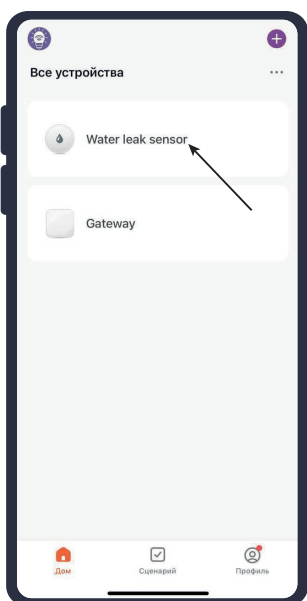 Все устройства
Water leak sensor
Gateway
Дом
Сценарий
Профиль